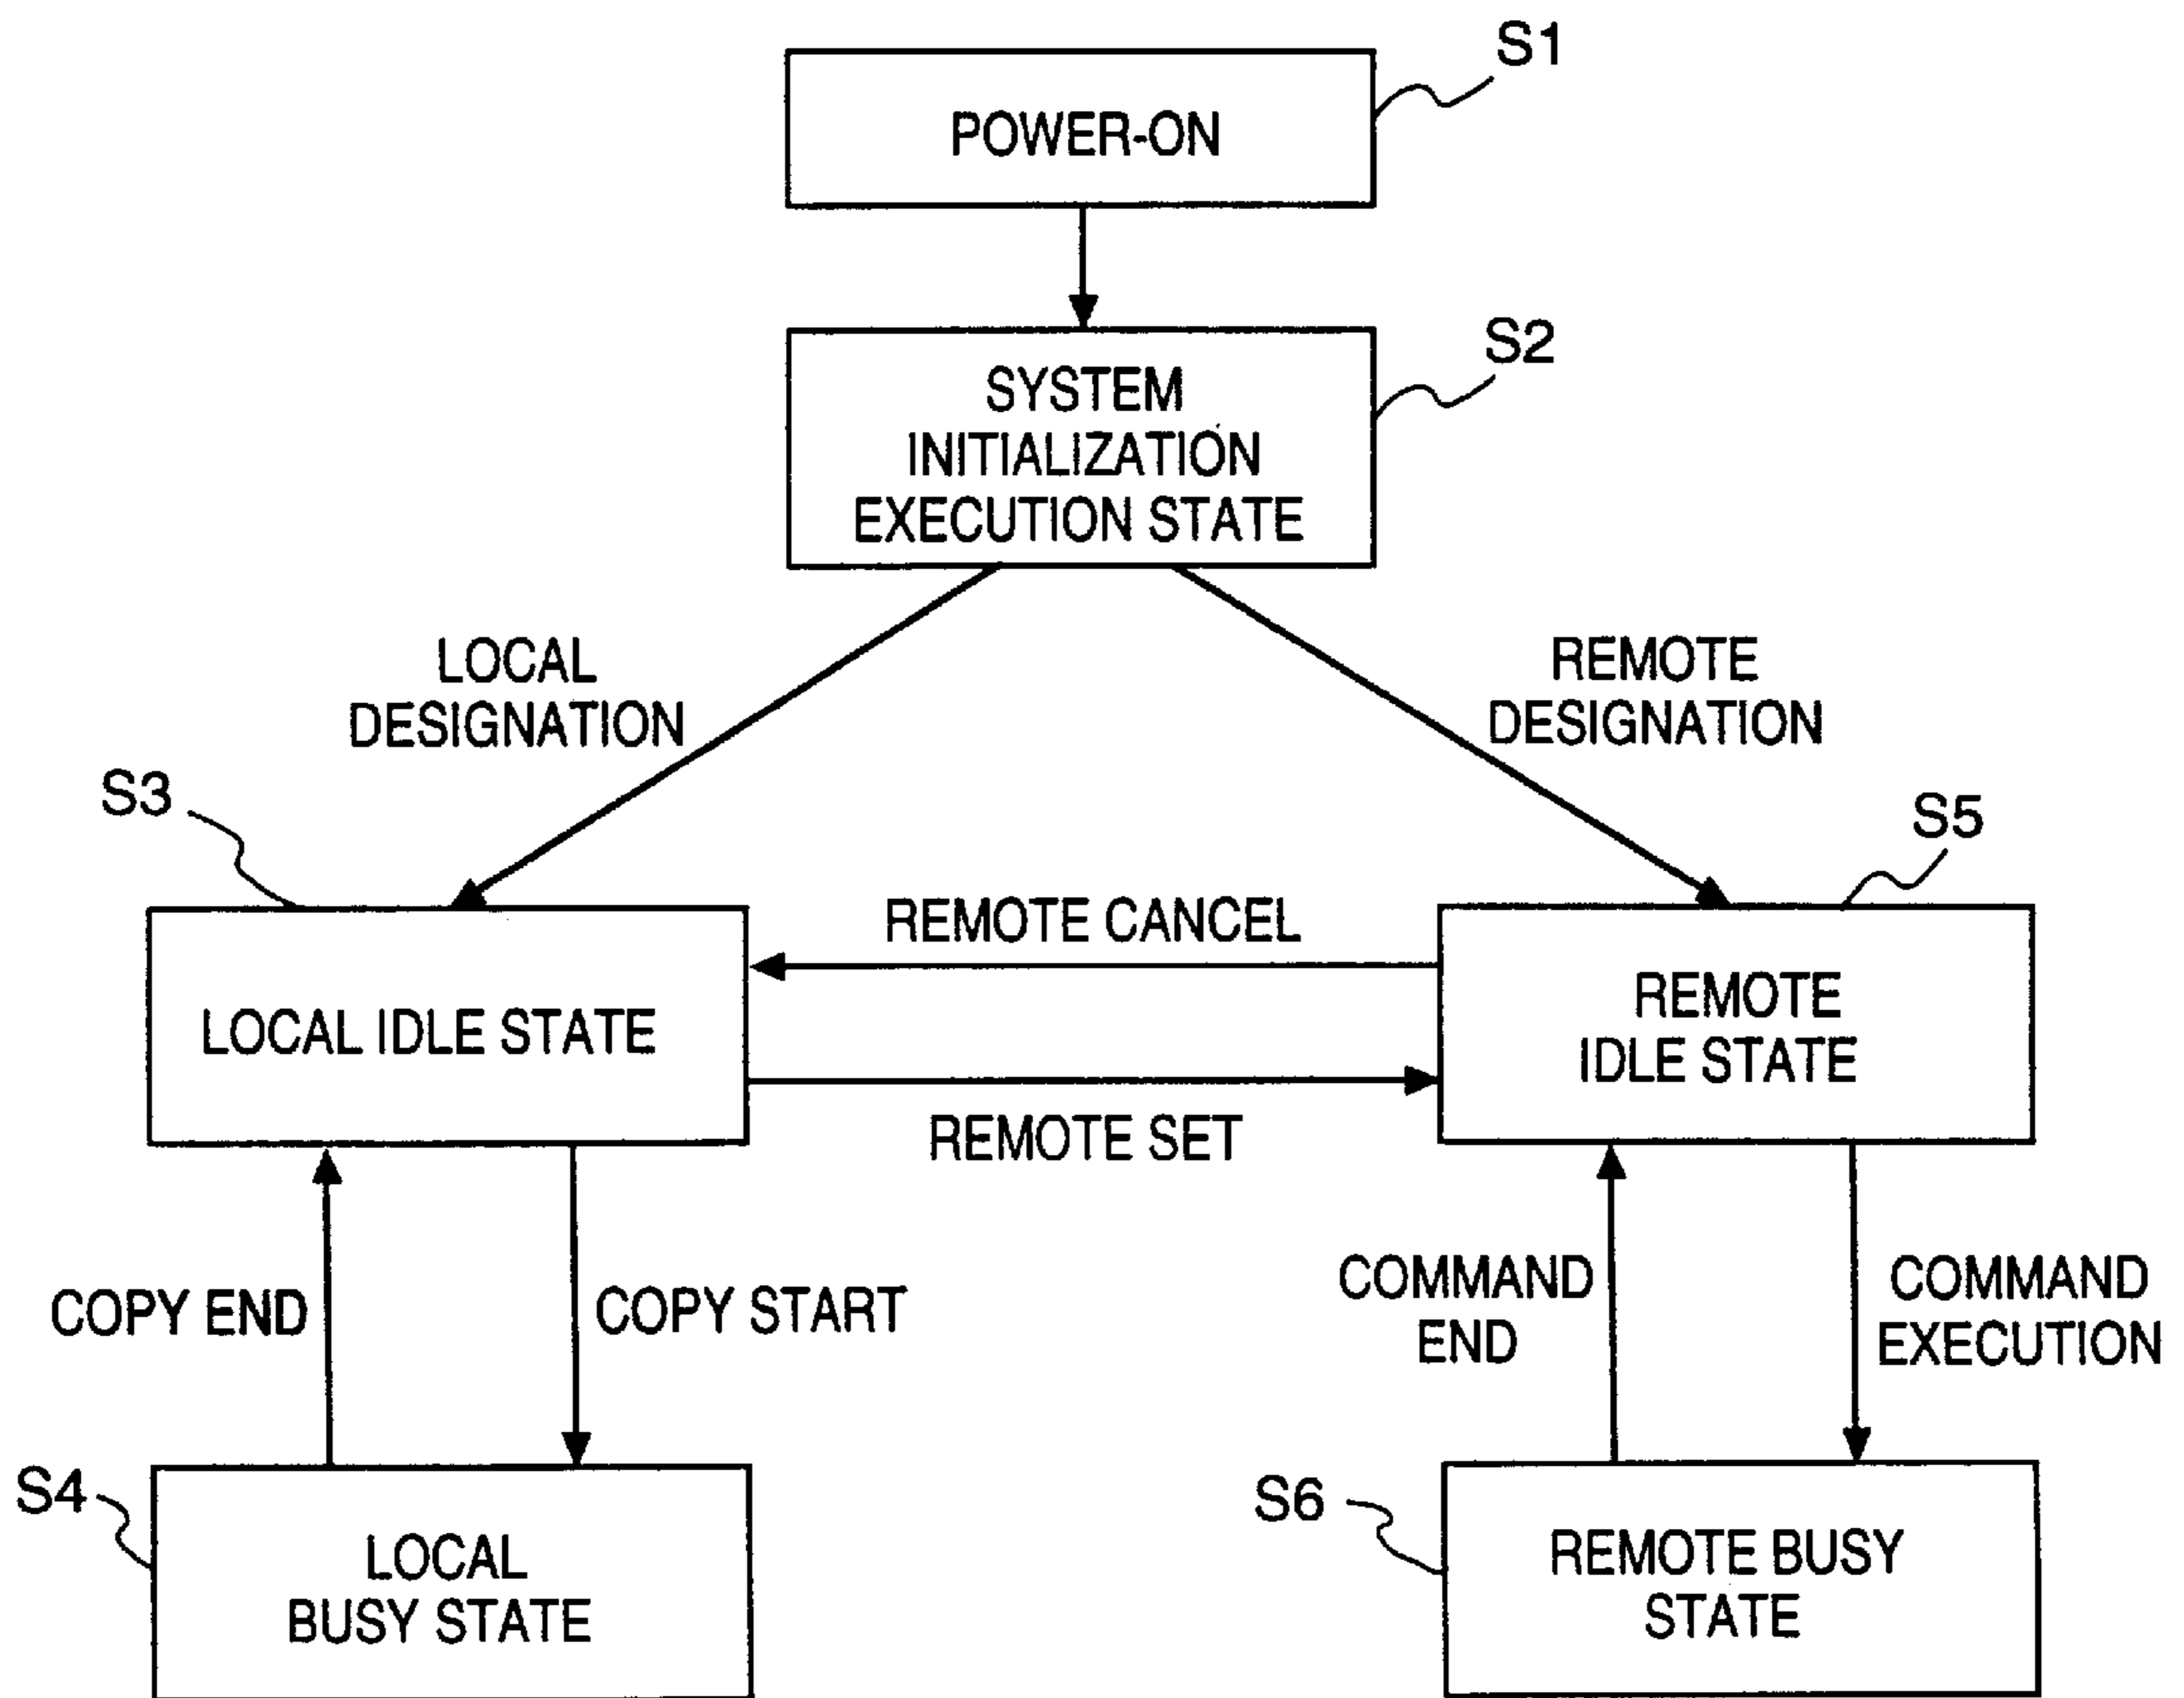 S1
POWER-ON
S2
SYSTEM
INITIALIZATION
EXECUTION STATE
LOCAL
DESIGNATION
REMOTE
DESIGNATION
S3
S5
REMOTE CANCEL
LOCAL IDLE STATE
REMOTE
IDLE STATE
REMOTE SET
COPY END
COPY START
COMMAND
END
COMMAND
EXECUTION
S4
LOCAL
BUSY STATE
S6
REMOTE BUSY
STATE